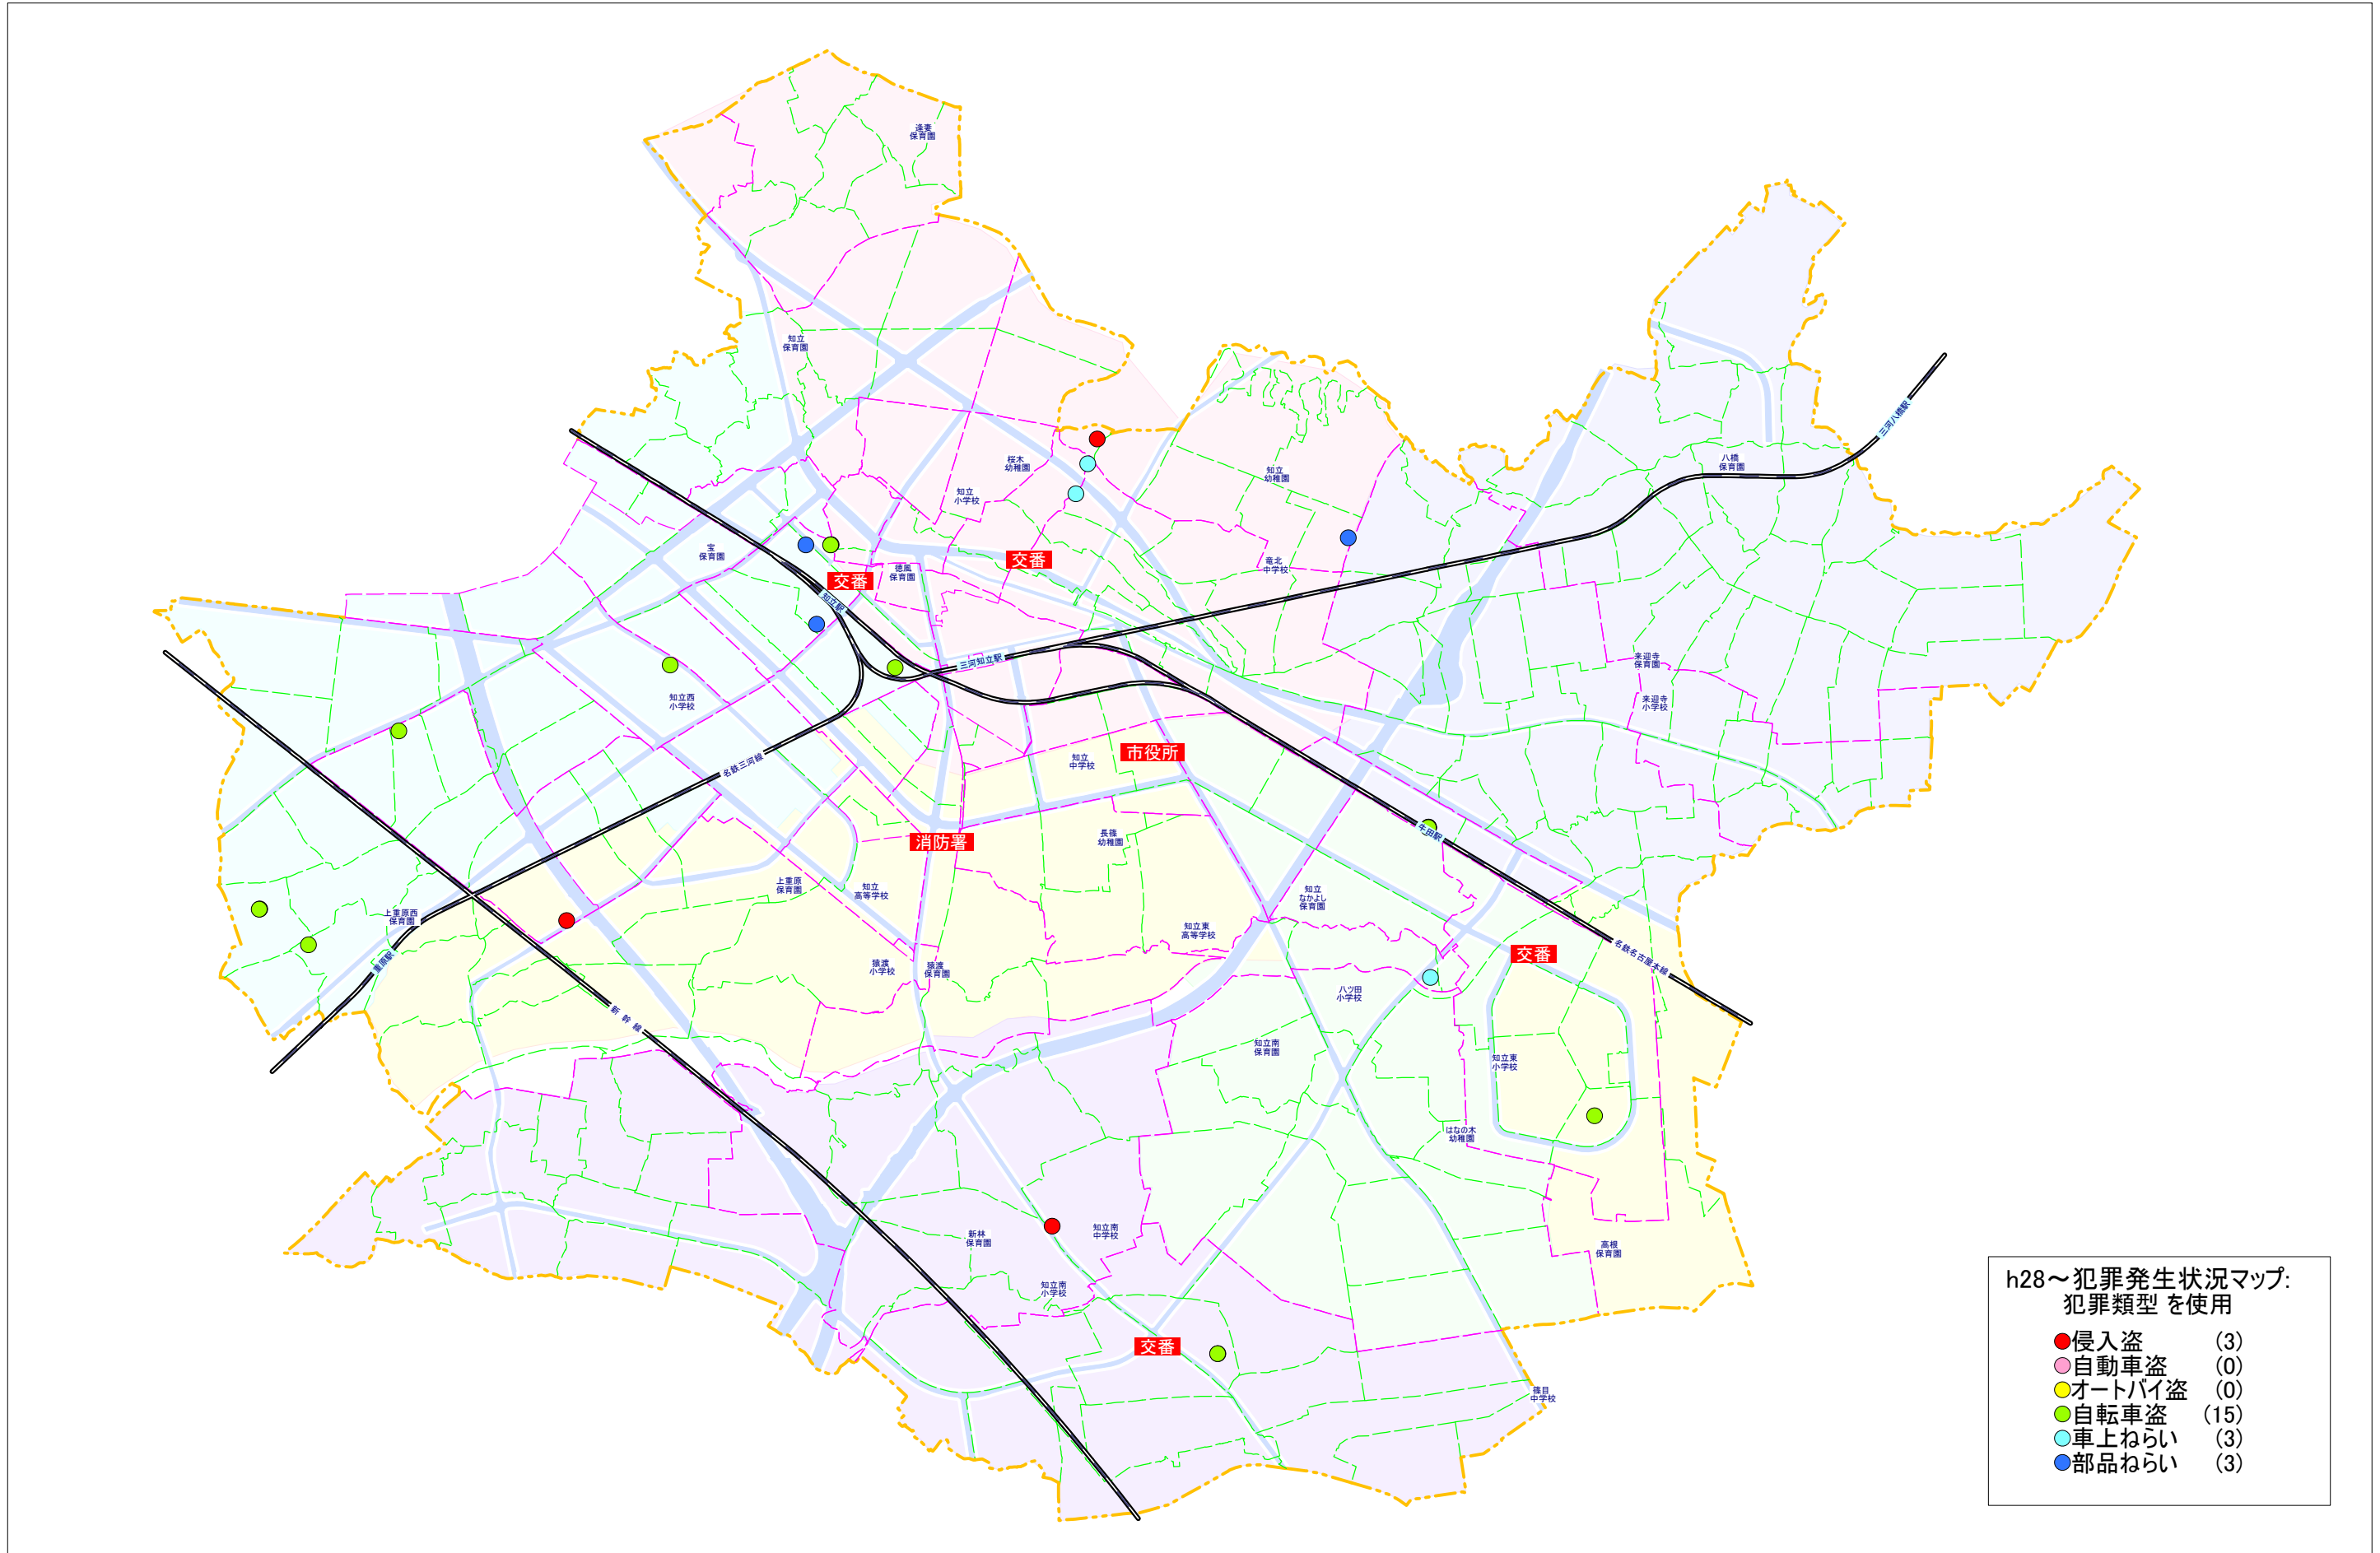 逢妻
保育園
知立
保育園
三河八橋駅
八橋
保育園
桜木
幼稚園
知立
幼稚園
知立
小学校
宝
保育園
交番
竜北
中学校
徳風
保育園
交番
知立駅
三河知立駅
来迎寺
保育園
知立西
小学校
来迎寺
小学校
名鉄三河線
市役所
知立
中学校
牛田駅
長篠
幼稚園
消防署
上重原
保育園
知立
高等学校
知立
なかよし
保育園
上重原西
保育園
知立東
高等学校
重原駅
猿渡
小学校
猿渡
保育園
交番
名鉄名古屋本線
八ツ田
小学校
新幹線
知立南
保育園
知立東
小学校
はなの木
幼稚園
知立南
中学校
新林
保育園
高根
保育園
知立南
小学校
交番
篠目
中学校
h28～犯罪発生状況マップ:
犯罪類型 を使用
侵入盗 (3)
自動車盗 (0)
オートバイ盗 (0)
自転車盗 (15)
車上ねらい (3)
部品ねらい (3)